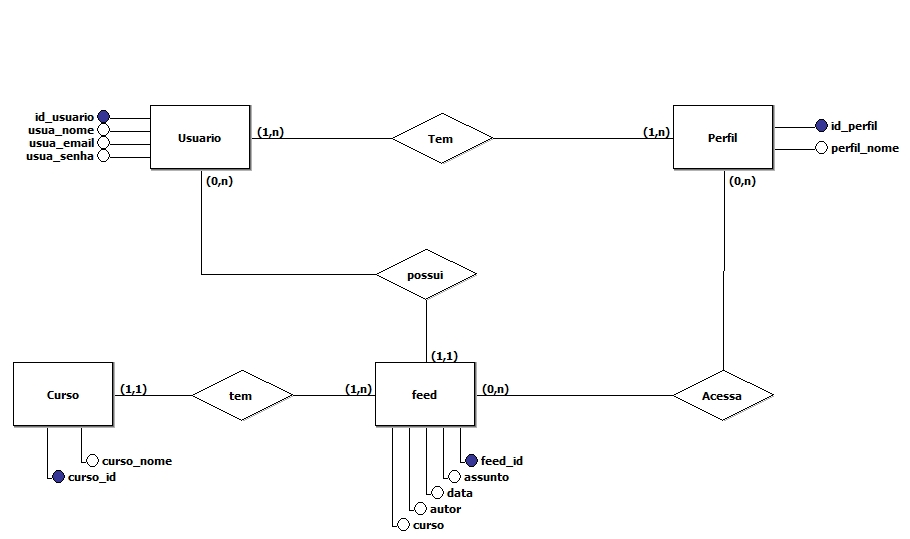 id_usuario
usua_nome
usua_email
usua_senha
Usuario
(1,n)
Tem
(1,n)
Perfil
id_perfil
perfil_nome
(0,n)
(0,n)
possui
(1,1)
Curso
(1,1)
tem
(1,n)
feed
(0,n)
Acessa
curso_nome
curso_id
feed_id
assunto
data
autor
curso